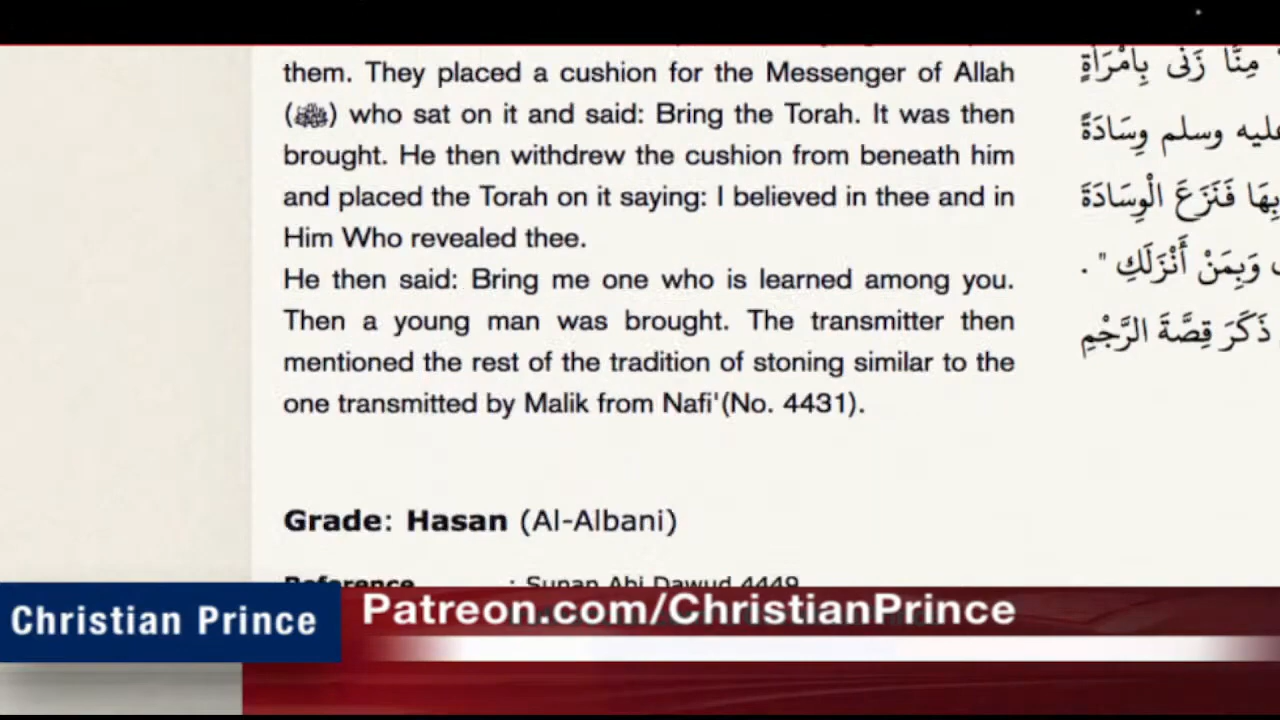 them. They placed a cushion for the Messenger of Allah
(ﷺ) who sat on it and said: Bring the Torah. It was then
brought. He then withdrew the cushion from beneath him
and placed the Torah on it saying: I believed in thee and in
Him Who revealed thee.
He then said: Bring me one who is learned among you.
Then a young man was brought. The transmitter then
mentioned the rest of the tradition of stoning similar to the
one transmitted by Malik from Nafi'(No. 4431).
مِنَّا زَنَى بِامْرَأَةٍ
عليه وسلم وِسَادَةً
بِهَا فَنَزَعَ الْوِسَادَةَ
وَبِمَنْ أَنْزَلَكِ " .
ذَكَرَ قِصَّةَ الرَّجْمِ
Grade: Hasan (Al-Albani)
Reference : Sunan Abi Dawud 4449
Christian Prince
Patreon.com/ChristianPrince